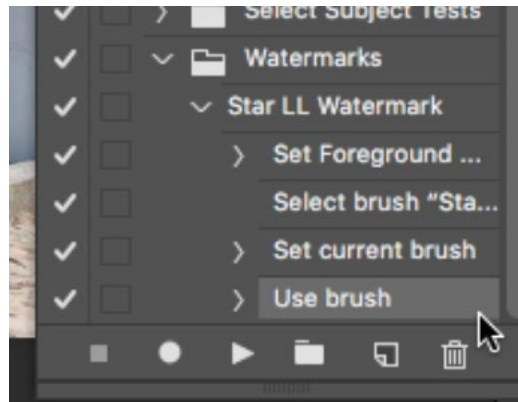 Select Subject Tests
Watermarks
Star LL Watermark
Set Foreground ...
Select brush “Sta...
Set current brush
Use brush